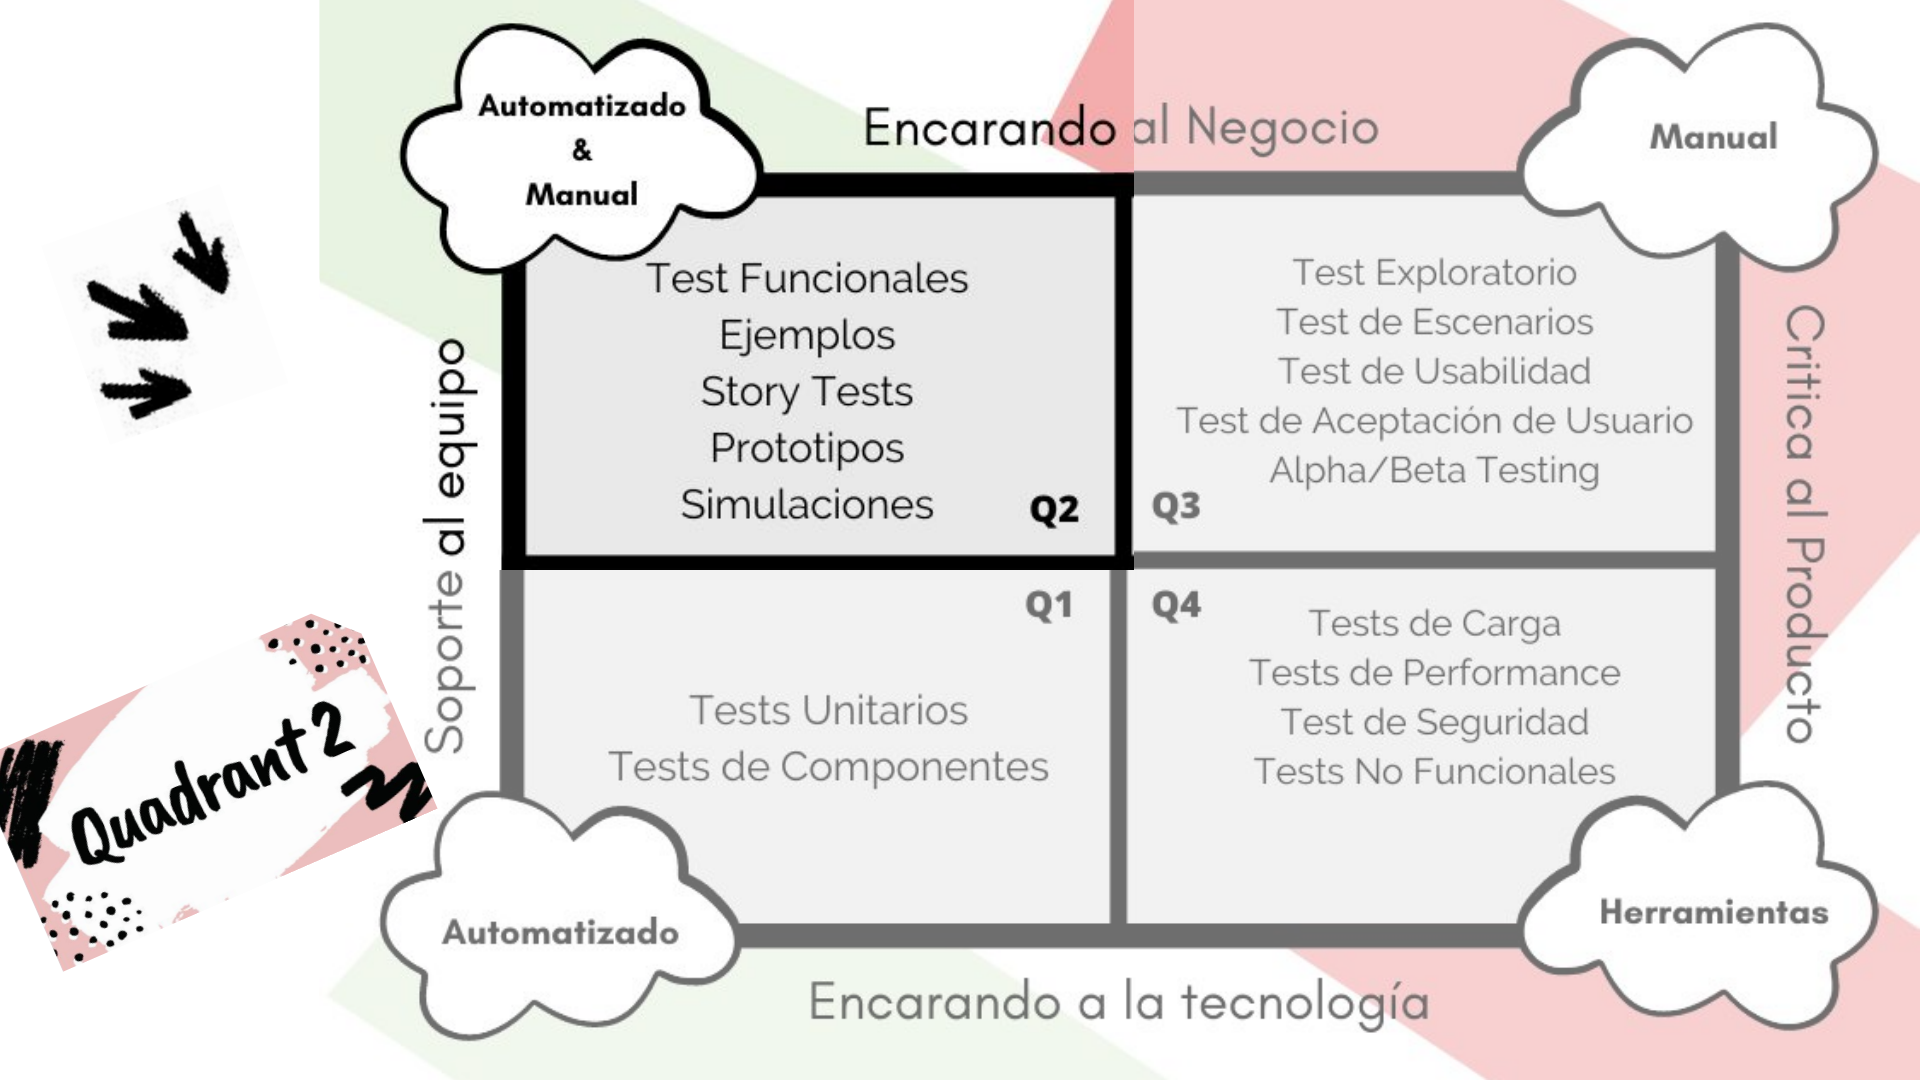 Automatizado
&
Manual
Encarando al Negocio
Manual
Test Funcionales
Ejemplos
Story Tests
Prototipos
Simulaciones
Q2
Test Exploratorio
Test de Escenarios
Test de Usabilidad
Test de Aceptación de Usuario
Alpha/Beta Testing
Q3
Soporte al equipo
Critica al Producto
Quadrant 2
Q1
Tests Unitarios
Tests de Componentes
Q4
Tests de Carga
Tests de Performance
Test de Seguridad
Tests No Funcionales
Automatizado
Herramientas
Encarando a la tecnología